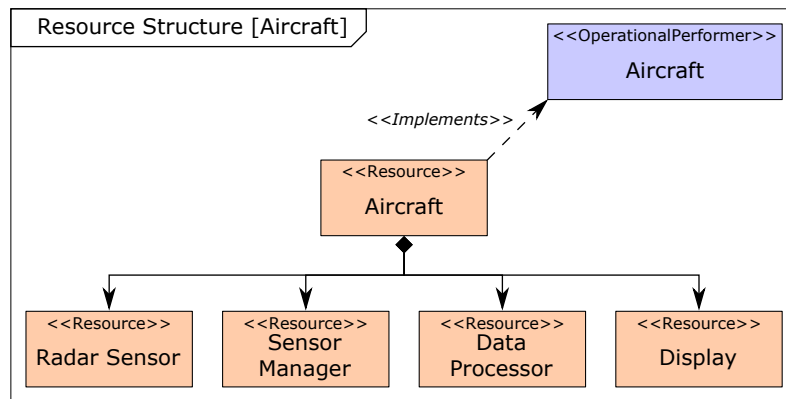 Resource Structure [Aircraft]
<<OperationalPerformer>>
Aircraft
<<Implements>>
<<Resource>>
Aircraft
<<Resource>>
Radar Sensor
<<Resource>>
Sensor
Manager
<<Resource>>
Data
Processor
<<Resource>>
Display